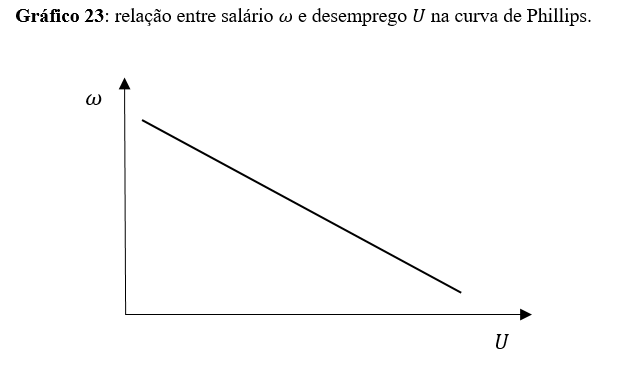 Gráfico 23: relação entre salário ω e desemprego U na curva de Phillips.
ω
U